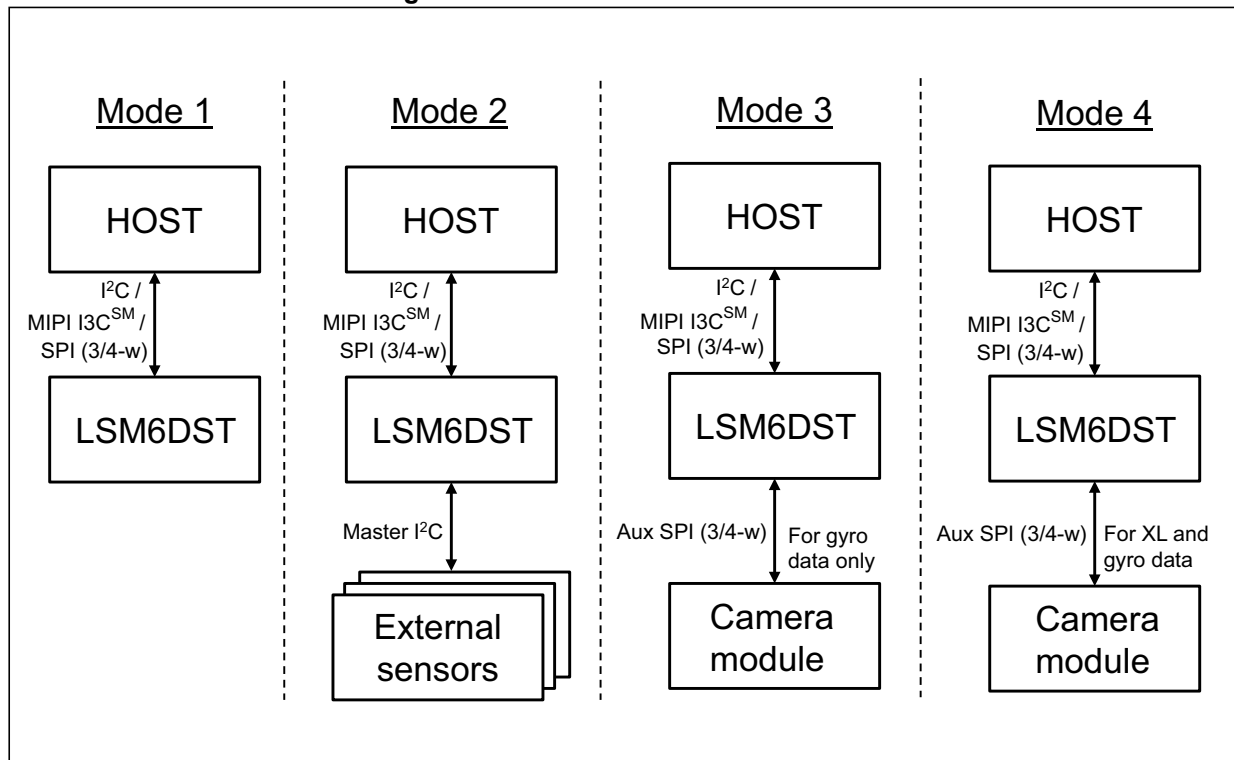 Mode 1
HOST
I²C /
MIPI I3C^SM /
SPI (3/4-w)
LSM6DST
Mode 2
HOST
I²C /
MIPI I3C^SM /
SPI (3/4-w)
LSM6DST
Master I²C
External
sensors
Mode 3
HOST
I²C /
MIPI I3C^SM /
SPI (3/4-w)
LSM6DST
Aux SPI (3/4-w)
For gyro
data only
Camera
module
Mode 4
HOST
I²C /
MIPI I3C^SM /
SPI (3/4-w)
LSM6DST
Aux SPI (3/4-w)
For XL and
gyro data
Camera
module